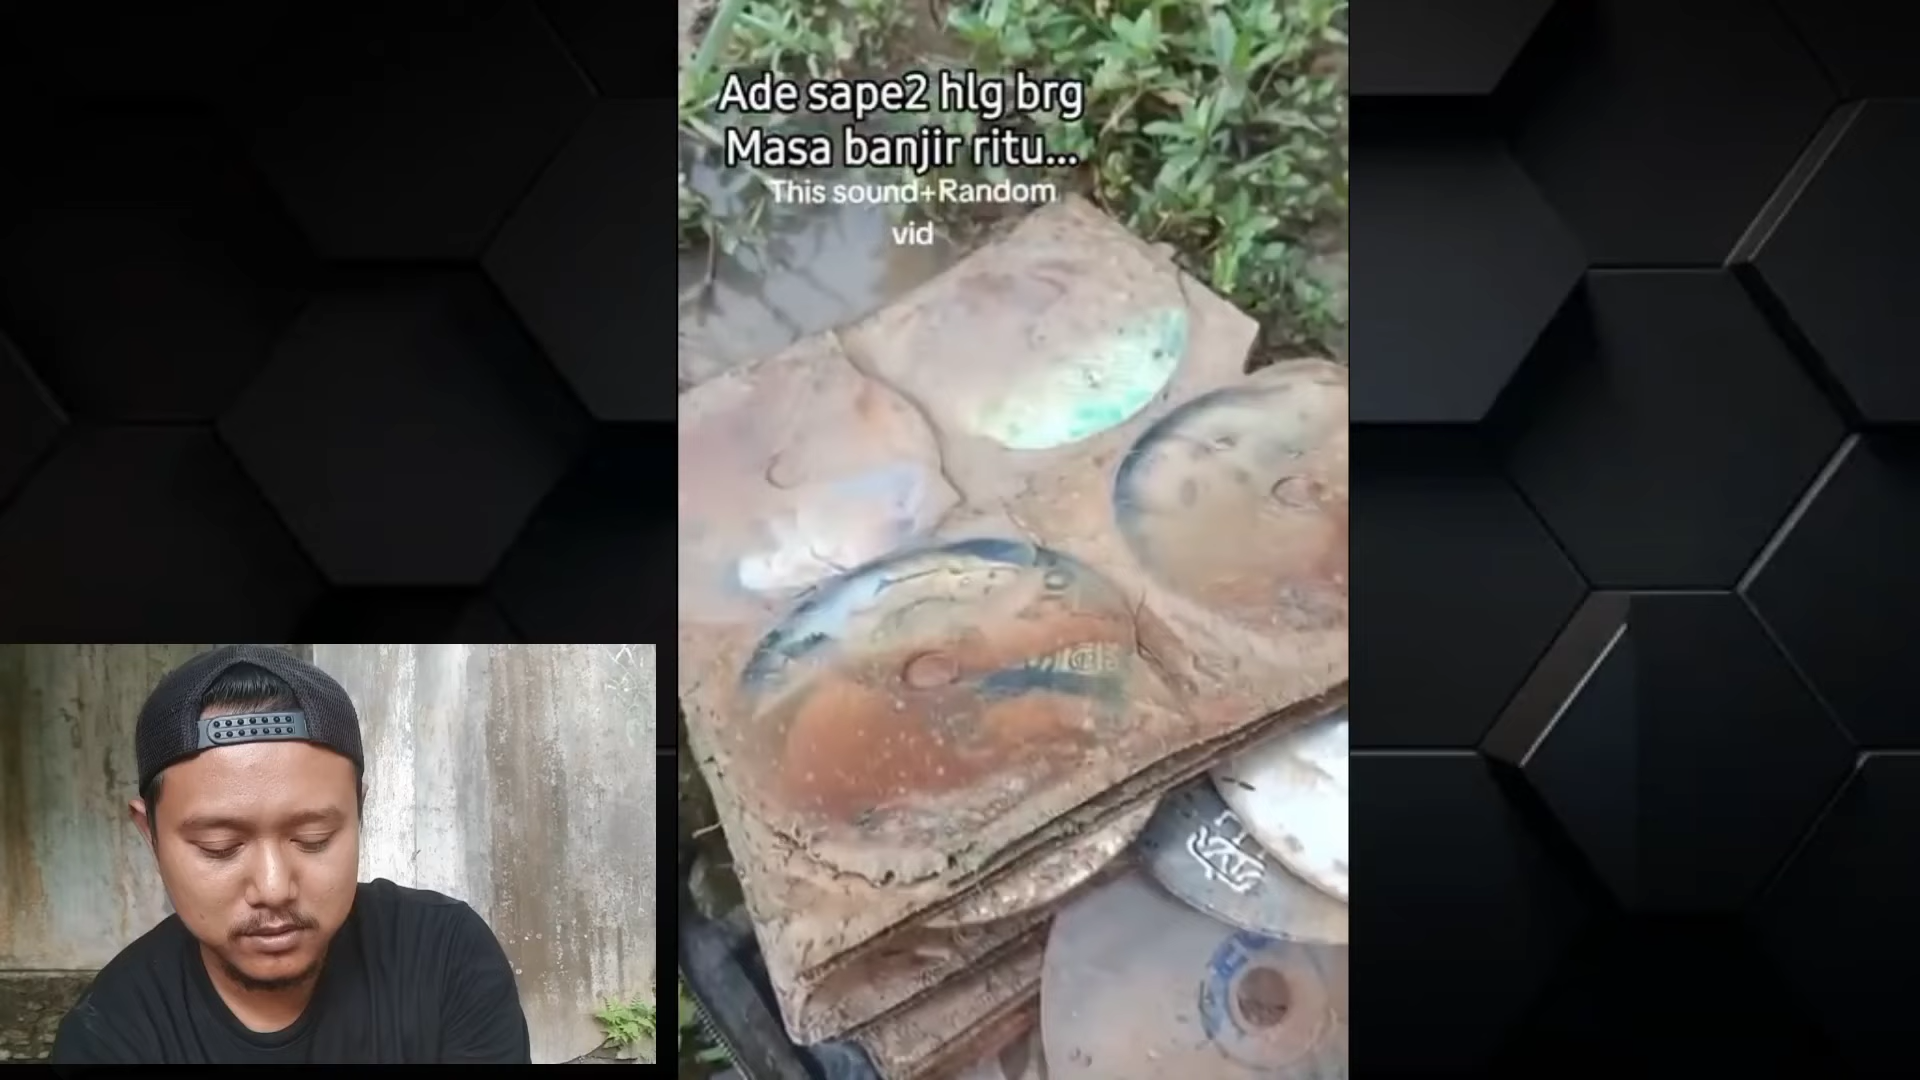 Ade sape2 hlg brg
Masa banjir ritu...
This sound+Random
vid